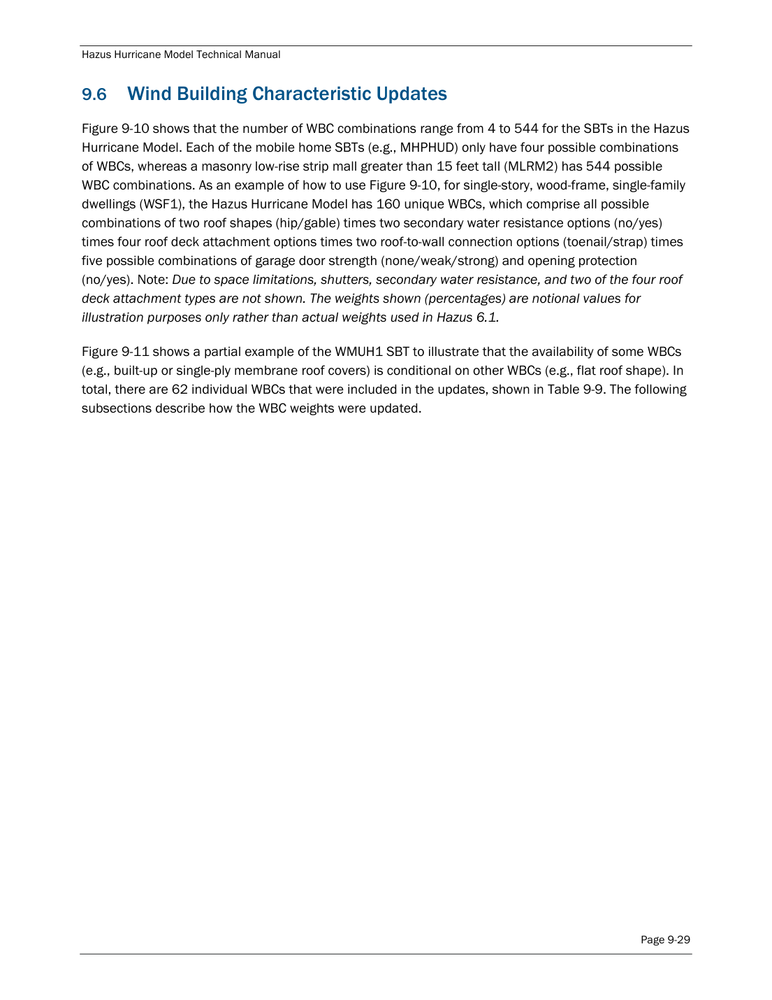 Hazus Hurricane Model Technical Manual
9.6 Wind Building Characteristic Updates
Figure 9-10 shows that the number of WBC combinations range from 4 to 544 for the SBTs in the Hazus
Hurricane Model. Each of the mobile home SBTs (e.g., MHPHUD) only have four possible combinations
of WBCs, whereas a masonry low-rise strip mall greater than 15 feet tall (MLRM2) has 544 possible
WBC combinations. As an example of how to use Figure 9-10, for single-story, wood-frame, single-family
dwellings (WSF1), the Hazus Hurricane Model has 160 unique WBCs, which comprise all possible
combinations of two roof shapes (hip/gable) times two secondary water resistance options (no/yes)
times four roof deck attachment options times two roof-to-wall connection options (toenail/strap) times
five possible combinations of garage door strength (none/weak/strong) and opening protection
(no/yes). Note: Due to space limitations, shutters, secondary water resistance, and two of the four roof
deck attachment types are not shown. The weights shown (percentages) are notional values for
illustration purposes only rather than actual weights used in Hazus 6.1.
Figure 9-11 shows a partial example of the WMUH1 SBT to illustrate that the availability of some WBCs
(e.g., built-up or single-ply membrane roof covers) is conditional on other WBCs (e.g., flat roof shape). In
total, there are 62 individual WBCs that were included in the updates, shown in Table 9-9. The following
subsections describe how the WBC weights were updated.
Page 9-29